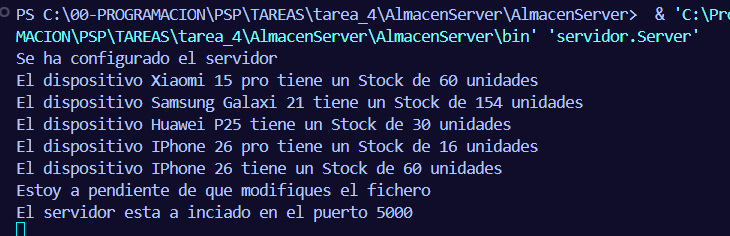 PS C:\00-PROGRAMACION\PSP\TAREAS\tarea_4\AlmacenServer\AlmacenServer>  & 'C:\Pro
MACION\PSP\TAREAS\tarea_4\AlmacenServer\AlmacenServer\bin' 'servidor.Server'
Se ha configurado el servidor
El dispositivo Xiaomi 15 pro tiene un Stock de 60 unidades
El dispositivo Samsung Galaxi 21 tiene un Stock de 154 unidades
El dispositivo Huawei P25 tiene un Stock de 30 unidades
El dispositivo IPhone 26 pro tiene un Stock de 16 unidades
El dispositivo IPhone 26 tiene un Stock de 60 unidades
Estoy a pendiente de que modifiques el fichero
El servidor esta a inciado en el puerto 5000